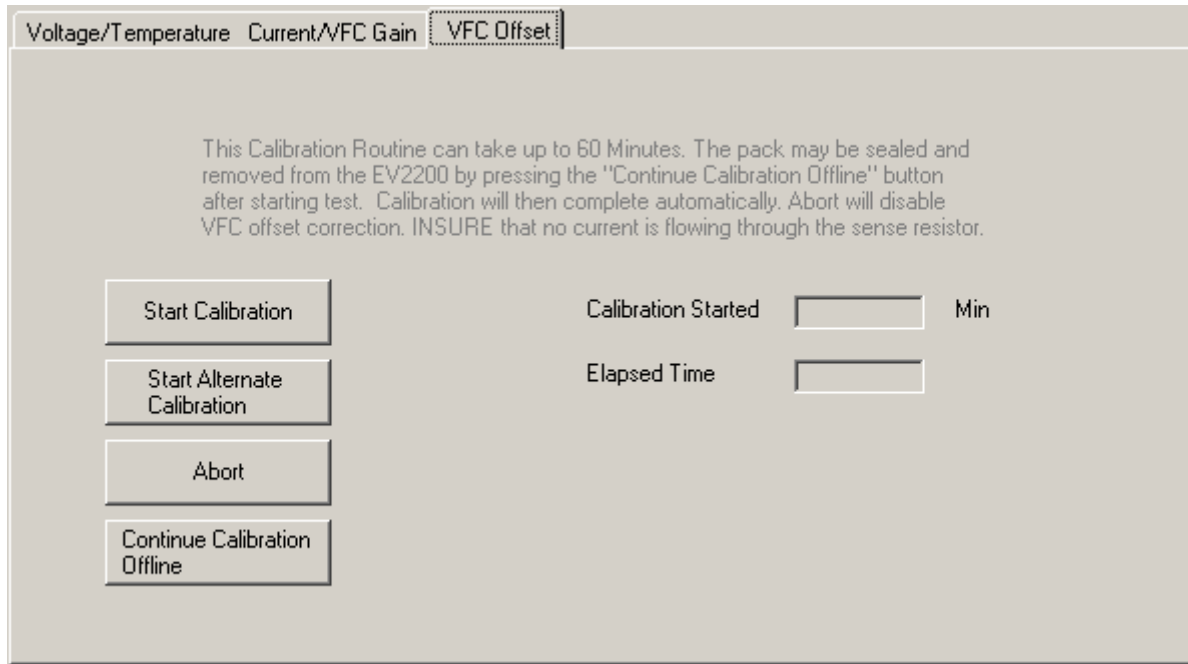 Voltage/Temperature Current/VFC Gain VFC Offset
This Calibration Routine can take up to 60 Minutes. The pack may be sealed and
removed from the EV2200 by pressing the "Continue Calibration Offline" button
after starting test. Calibration will then complete automatically. Abort will disable
VFC offset correction. INSURE that no current is flowing through the sense resistor.
Start Calibration
Calibration Started Min
Start Alternate
Calibration
Elapsed Time
Abort
Continue Calibration
Offline